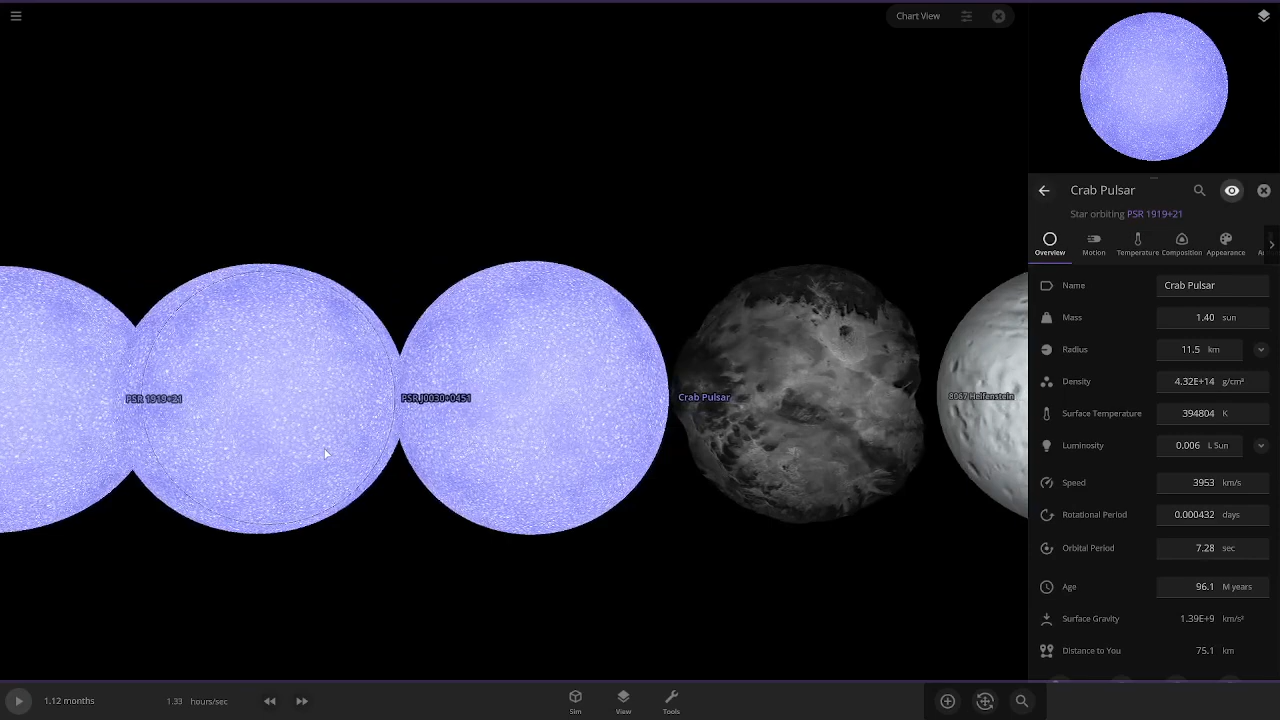 Chart View
Crab Pulsar
Star orbiting PSR 1919+21
Overview Motion Temperature Composition Appearance
Name Crab Pulsar
Mass 1.40 sun
Radius 11.5 km
Density 4.32E+14 g/cm³
Surface Temperature 394804 K
Luminosity 0.006 L Sun
Speed 3953 km/s
Rotational Period 0.000432 days
Orbital Period 7.28 sec
Age 96.1 M years
Surface Gravity 1.39E+9 km/s²
Distance to You 75.1 km
PSR 1919+21
PSR J0030+0451
Crab Pulsar
8067 Helfenstein
1.12 months
1.33 hours/sec
Sim
View
Tools